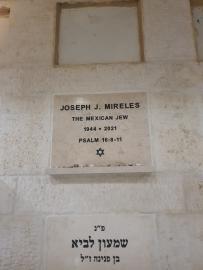 JOSEPH J. MIRELES
THE MEXICAN JEW
1944 • 2021
PSALM 16:8-11
פ״נ
שמעון לביא
בן פנינה ז״ל